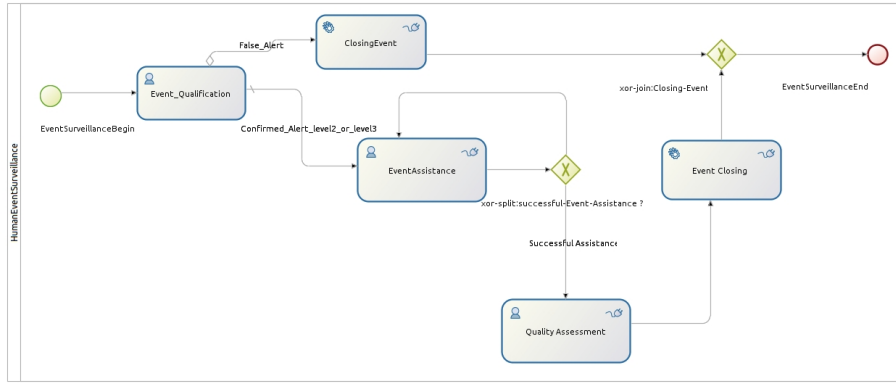 HumanEventSurveillance
False_Alert
ClosingEvent
Event_Qualification
EventSurveillanceBegin
Confirmed_Alert_level2_or_level3
EventAssistance
xor-split:successful-Event-Assistance ?
Successful Assistance
Quality Assessment
Event Closing
xor-join:Closing-Event
EventSurveillanceEnd